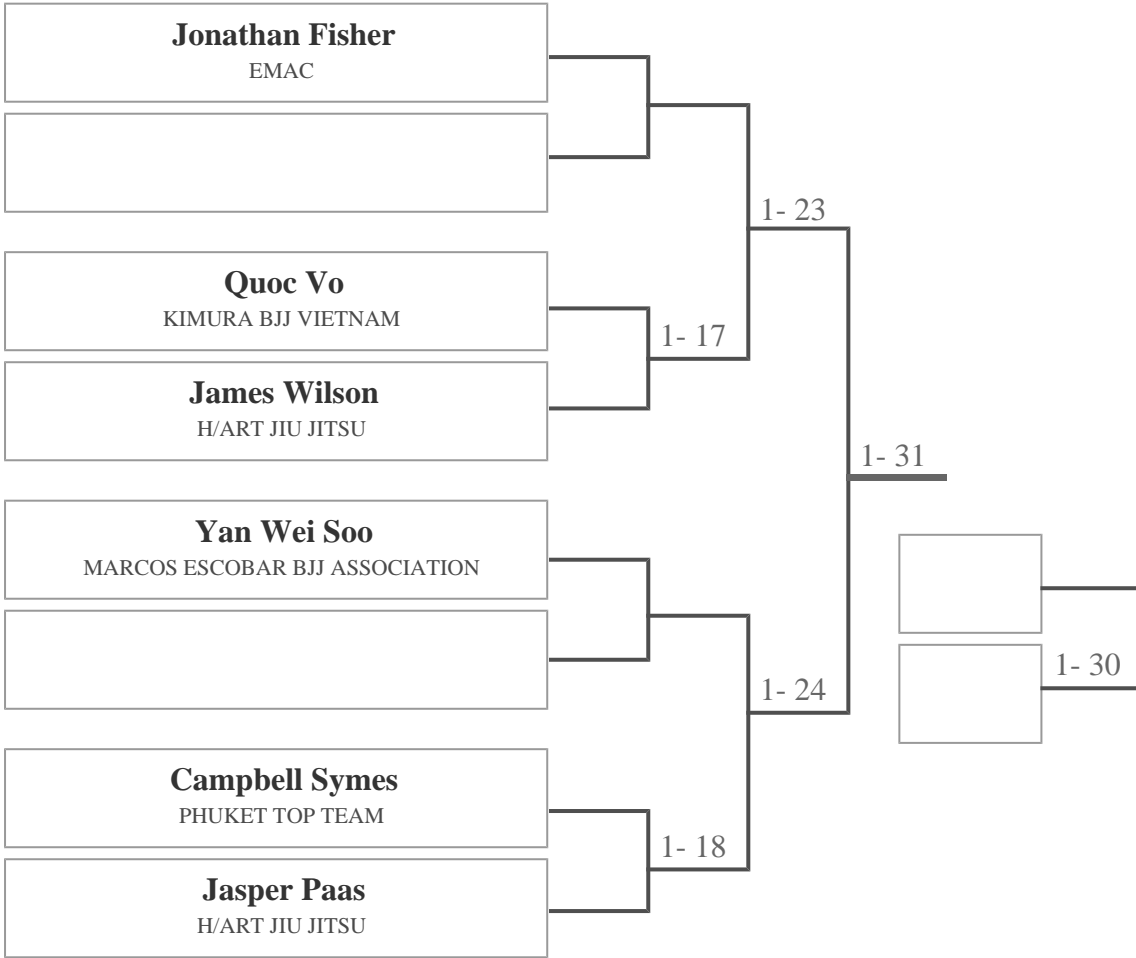 Jonathan Fisher
EMAC
1- 23
Quoc Vo
KIMURA BJJ VIETNAM
1- 17
James Wilson
H/ART JIU JITSU
1- 31
Yan Wei Soo
MARCOS ESCOBAR BJJ ASSOCIATION
1- 30
1- 24
Campbell Symes
PHUKET TOP TEAM
1- 18
Jasper Paas
H/ART JIU JITSU